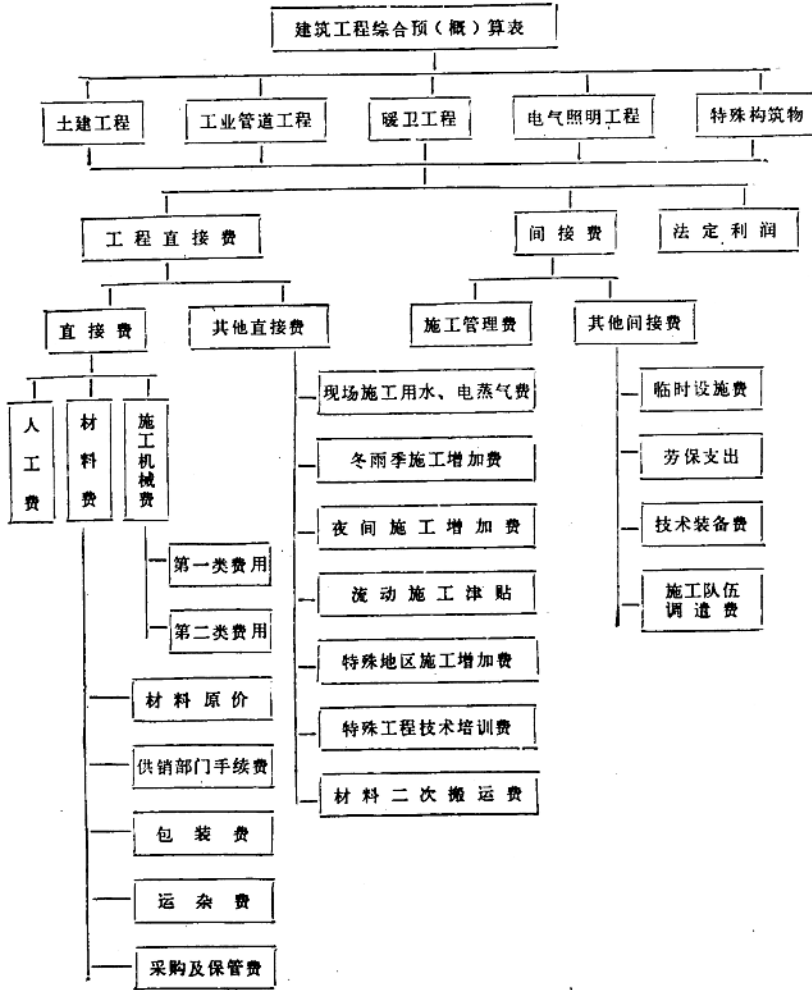 建筑工程综合预（概）算表
土建工程
工业管道工程
暖卫工程
电气照明工程
特殊构筑物
工程直接费
间接费
法定利润
直接费
其他直接费
施工管理费
其他间接费
人工费
材料费
施工机械费
现场施工用水、电蒸气费
临时设施费
冬雨季施工增加费
劳保支出
夜间施工增加费
技术装备费
第一类费用
流动施工津贴
施工队伍
调遣费
第二类费用
特殊地区施工增加费
材料原价
特殊工程技术培训费
供销部门手续费
材料二次搬运费
包装费
运杂费
采购及保管费